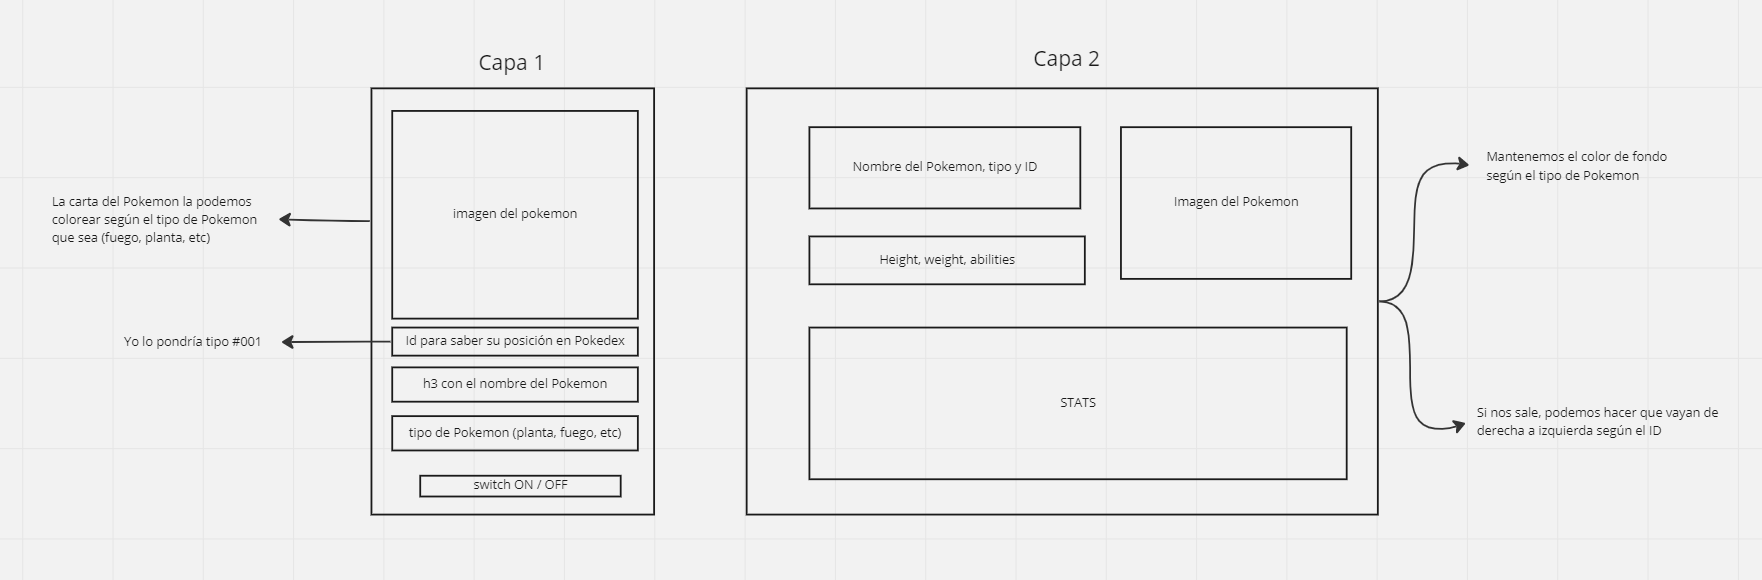 Capa 1
imagen del pokemon
Id para saber su posición en Pokedex
h3 con el nombre del Pokemon
tipo de Pokemon (planta, fuego, etc)
switch ON / OFF
La carta del Pokemon la podemos
colorear según el tipo de Pokemon
que sea (fuego, planta, etc)
Yo lo pondría tipo #001
Capa 2
Nombre del Pokemon, tipo y ID
Imagen del Pokemon
Height, weight, abilities
STATS
Mantenemos el color de fondo
según el tipo de Pokemon
Si nos sale, podemos hacer que vayan de
derecha a izquierda según el ID